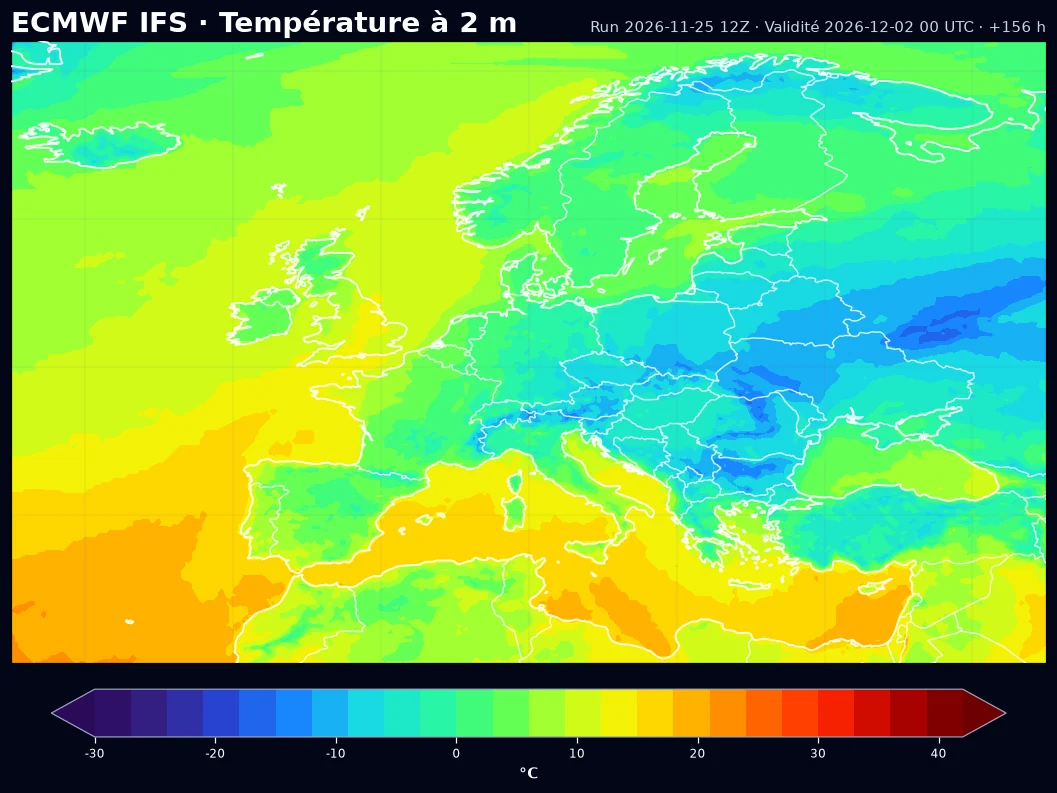 ECMWF IFS · Température à 2 m
Run 2026-11-25 12Z · Validité 2026-12-02 00 UTC · +156 h
-30 -20 -10 0 10 20 30 40
°C